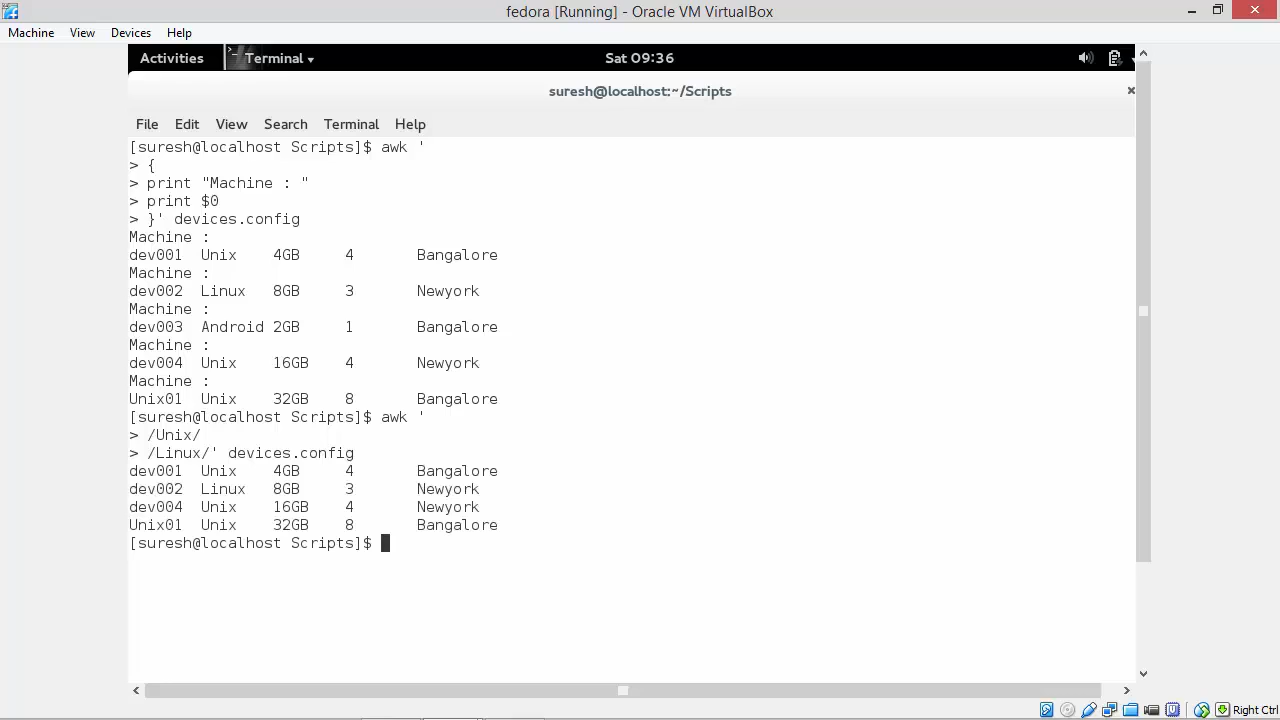 fedora [Running] - Oracle VM VirtualBox
Machine View Devices Help
Activities Terminal Sat 09:36
suresh@localhost:~/Scripts
File Edit View Search Terminal Help
[suresh@localhost Scripts]$ awk '
> {
> print "Machine : "
> print $0
> }' devices.config
Machine :
dev001 Unix 4GB 4 Bangalore
Machine :
dev002 Linux 8GB 3 Newyork
Machine :
dev003 Android 2GB 1 Bangalore
Machine :
dev004 Unix 16GB 4 Newyork
Machine :
Unix01 Unix 32GB 8 Bangalore
[suresh@localhost Scripts]$ awk '
> /Unix/
> /Linux/' devices.config
dev001 Unix 4GB 4 Bangalore
dev002 Linux 8GB 3 Newyork
dev004 Unix 16GB 4 Newyork
Unix01 Unix 32GB 8 Bangalore
[suresh@localhost Scripts]$
Right Ctrl